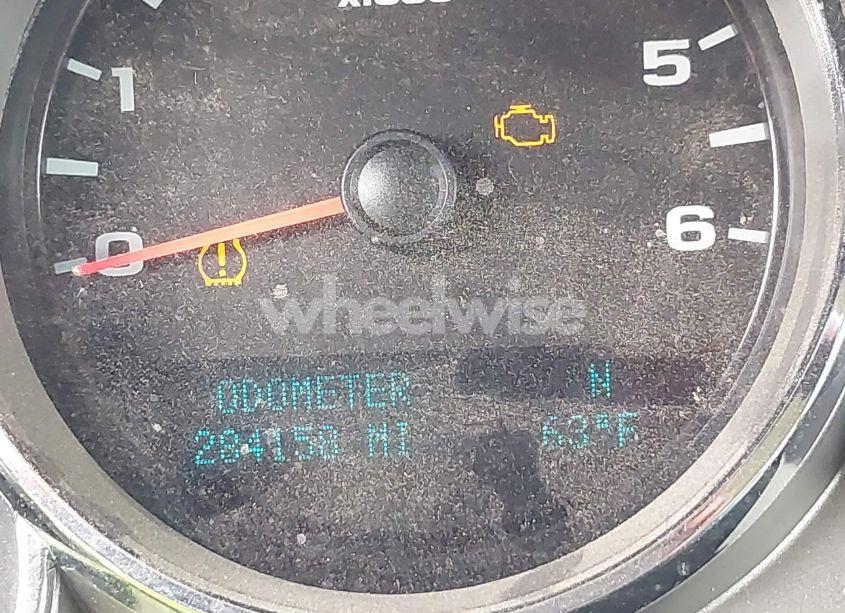 x1000
1
5
6
0
!
wheelwise
ODOMETER N
284158 MI 63°F